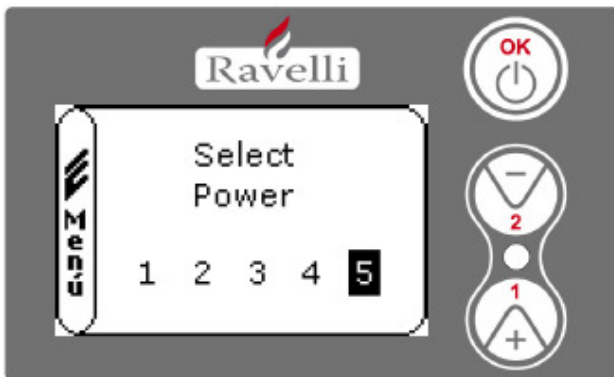 Ravelli
OK
Menú
Select
Power
1 2 3 4 5
−
2
1
+